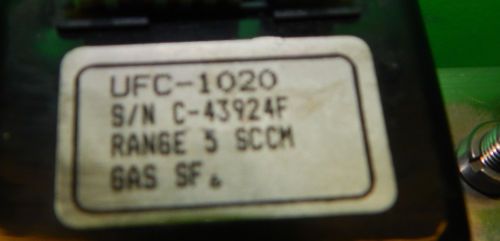 UFC-1020
S/N C-43924F
RANGE 5 SCCM
GAS SF₆